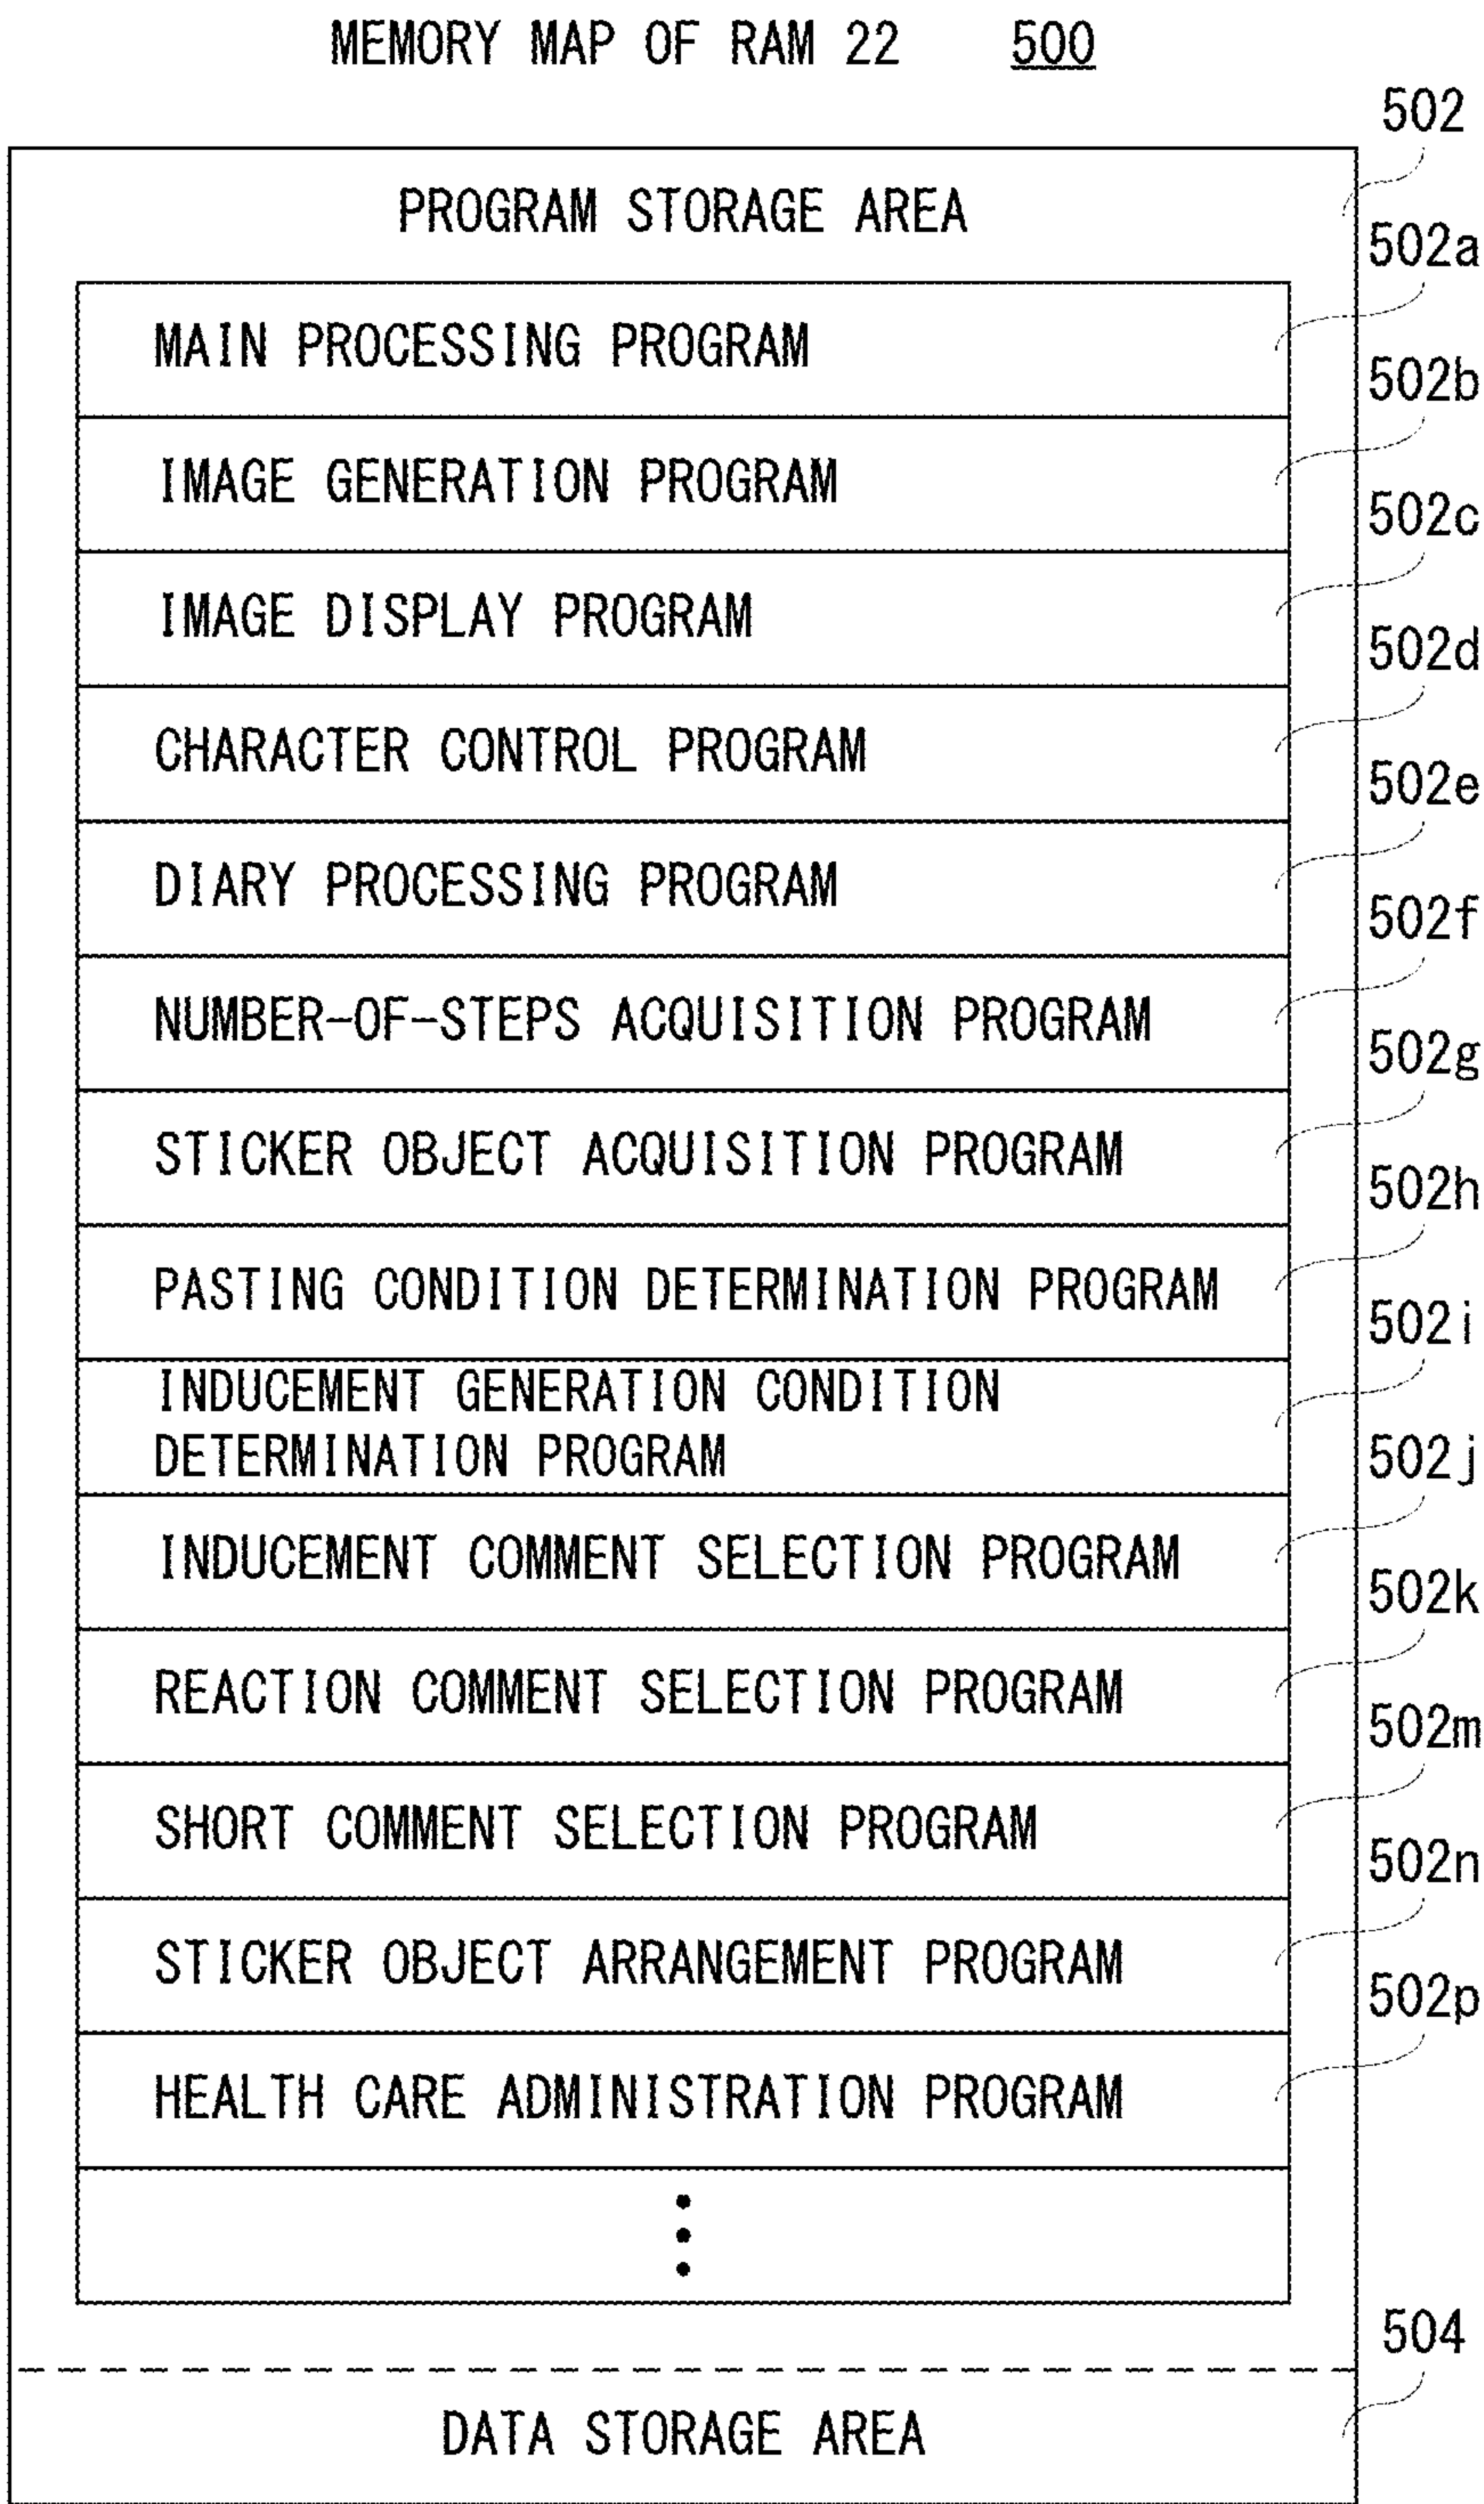 MEMORY MAP OF RAM 22 500
502
PROGRAM STORAGE AREA
502a
MAIN PROCESSING PROGRAM
502b
IMAGE GENERATION PROGRAM
502c
IMAGE DISPLAY PROGRAM
502d
CHARACTER CONTROL PROGRAM
502e
DIARY PROCESSING PROGRAM
502f
NUMBER-OF-STEPS ACQUISITION PROGRAM
502g
STICKER OBJECT ACQUISITION PROGRAM
502h
PASTING CONDITION DETERMINATION PROGRAM
502i
INDUCEMENT GENERATION CONDITION
DETERMINATION PROGRAM
502j
INDUCEMENT COMMENT SELECTION PROGRAM
502k
REACTION COMMENT SELECTION PROGRAM
502m
SHORT COMMENT SELECTION PROGRAM
502n
STICKER OBJECT ARRANGEMENT PROGRAM
502p
HEALTH CARE ADMINISTRATION PROGRAM
504
DATA STORAGE AREA